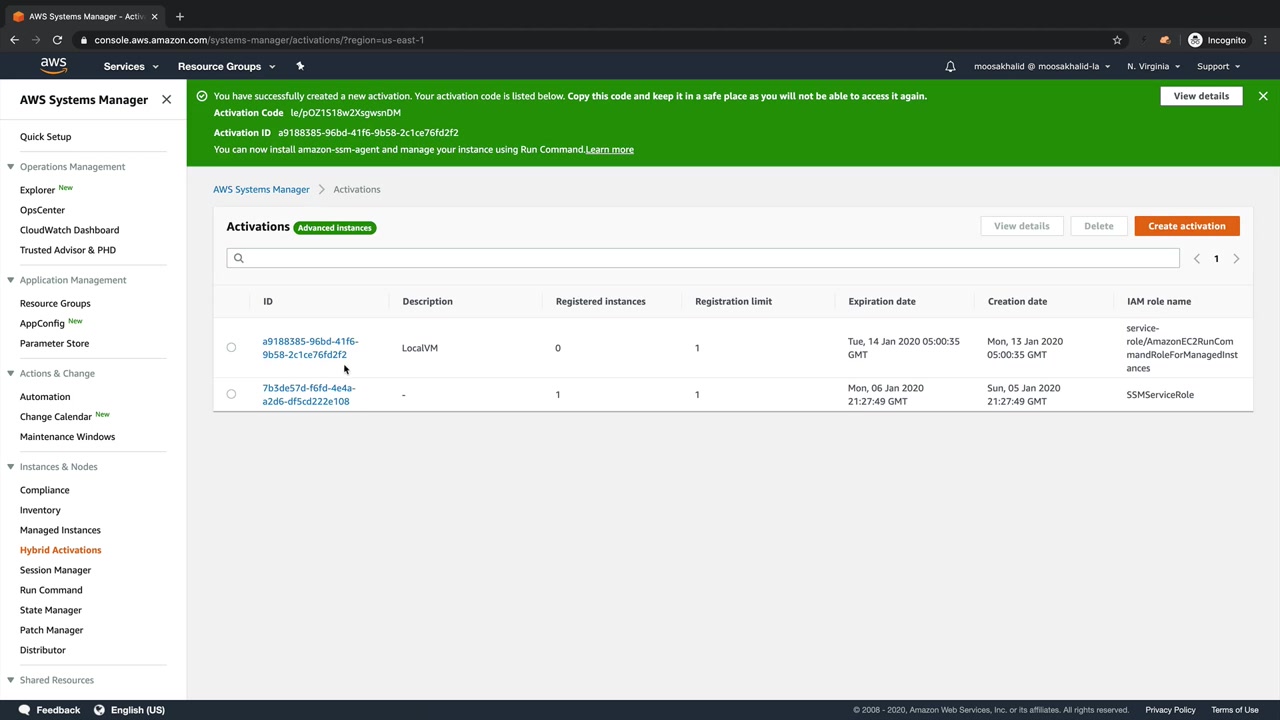 AWS Systems Manager - Activ
console.aws.amazon.com/systems-manager/activations/?region=us-east-1
Incognito
aws
Services
Resource Groups
moosakhalid @ moosakhalid-la
N. Virginia
Support
AWS Systems Manager
Quick Setup
Operations Management
Explorer New
OpsCenter
CloudWatch Dashboard
Trusted Advisor & PHD
Application Management
Resource Groups
AppConfig New
Parameter Store
Actions & Change
Automation
Change Calendar New
Maintenance Windows
Instances & Nodes
Compliance
Inventory
Managed Instances
Hybrid Activations
Session Manager
Run Command
State Manager
Patch Manager
Distributor
Shared Resources
You have successfully created a new activation. Your activation code is listed below. Copy this code and keep it in a safe place as you will not be able to access it again.
View details
Activation Code le/pOZ1S18w2XsgwsnDM
Activation ID a9188385-96bd-41f6-9b58-2c1ce76fd2f2
You can now install amazon-ssm-agent and manage your instance using Run Command.Learn more
AWS Systems Manager
Activations
Activations Advanced instances
View details
Delete
Create activation
1
ID
Description
Registered instances
Registration limit
Expiration date
Creation date
IAM role name
a9188385-96bd-41f6-
9b58-2c1ce76fd2f2
LocalVM
0
1
Tue, 14 Jan 2020 05:00:35
GMT
Mon, 13 Jan 2020
05:00:35 GMT
service-
role/AmazonEC2RunCom
mandRoleForManagedInst
ances
7b3de57d-f6fd-4e4a-
a2d6-df5cd222e108
-
1
1
Mon, 06 Jan 2020
21:27:49 GMT
Sun, 05 Jan 2020
21:27:49 GMT
SSMServiceRole
Feedback
English (US)
© 2008 - 2020, Amazon Web Services, Inc. or its affiliates. All rights reserved.
Privacy Policy
Terms of Use